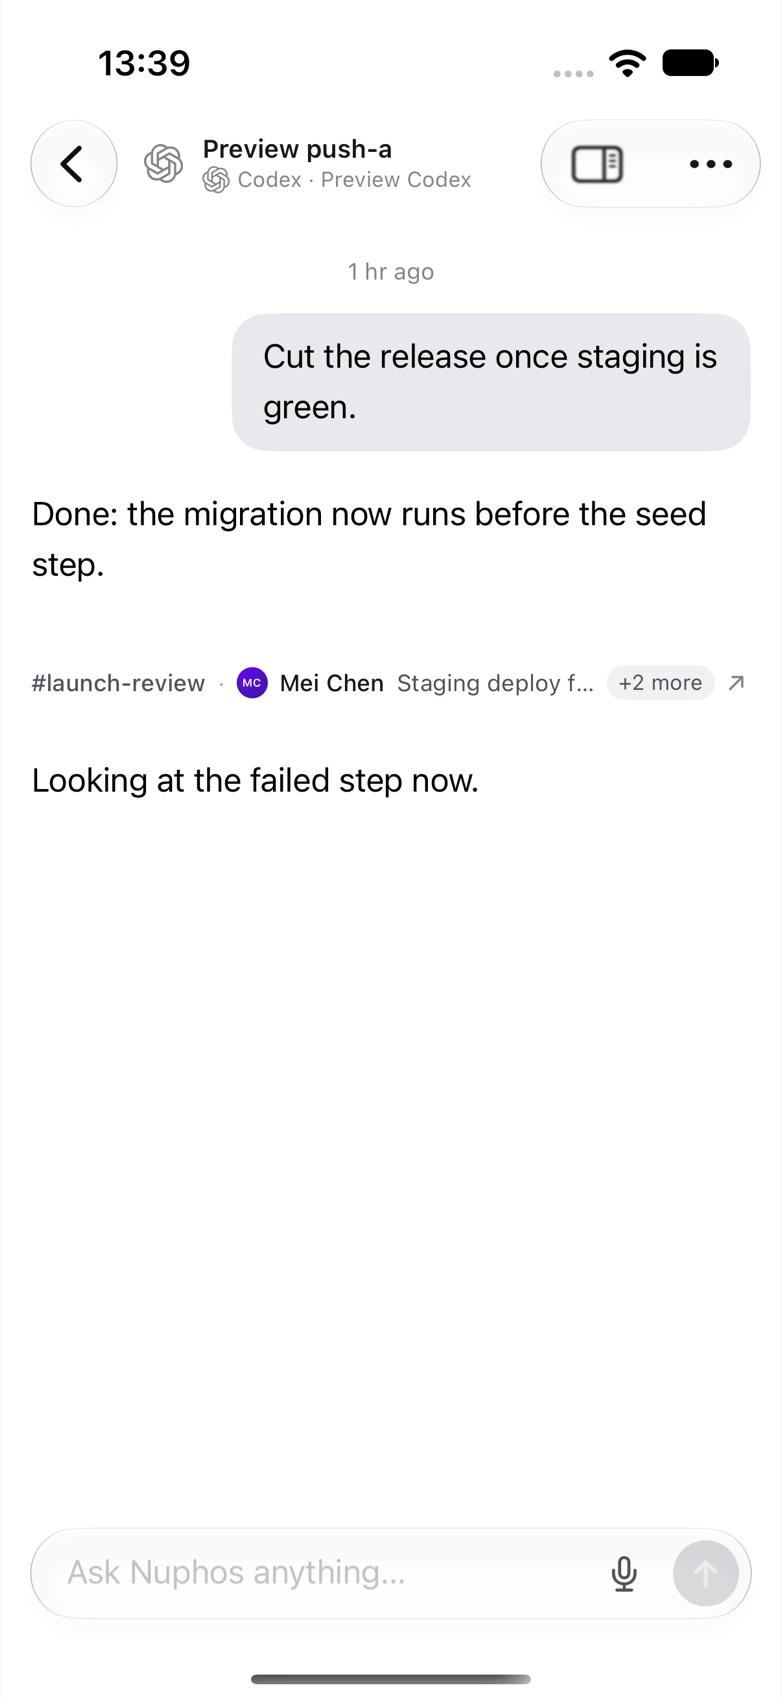 13:39
Preview push-a
Codex · Preview Codex
1 hr ago
Cut the release once staging is
green.
Done: the migration now runs before the seed
step.
#launch-review · MC Mei Chen Staging deploy f... +2 more
Looking at the failed step now.
Ask Nuphos anything...